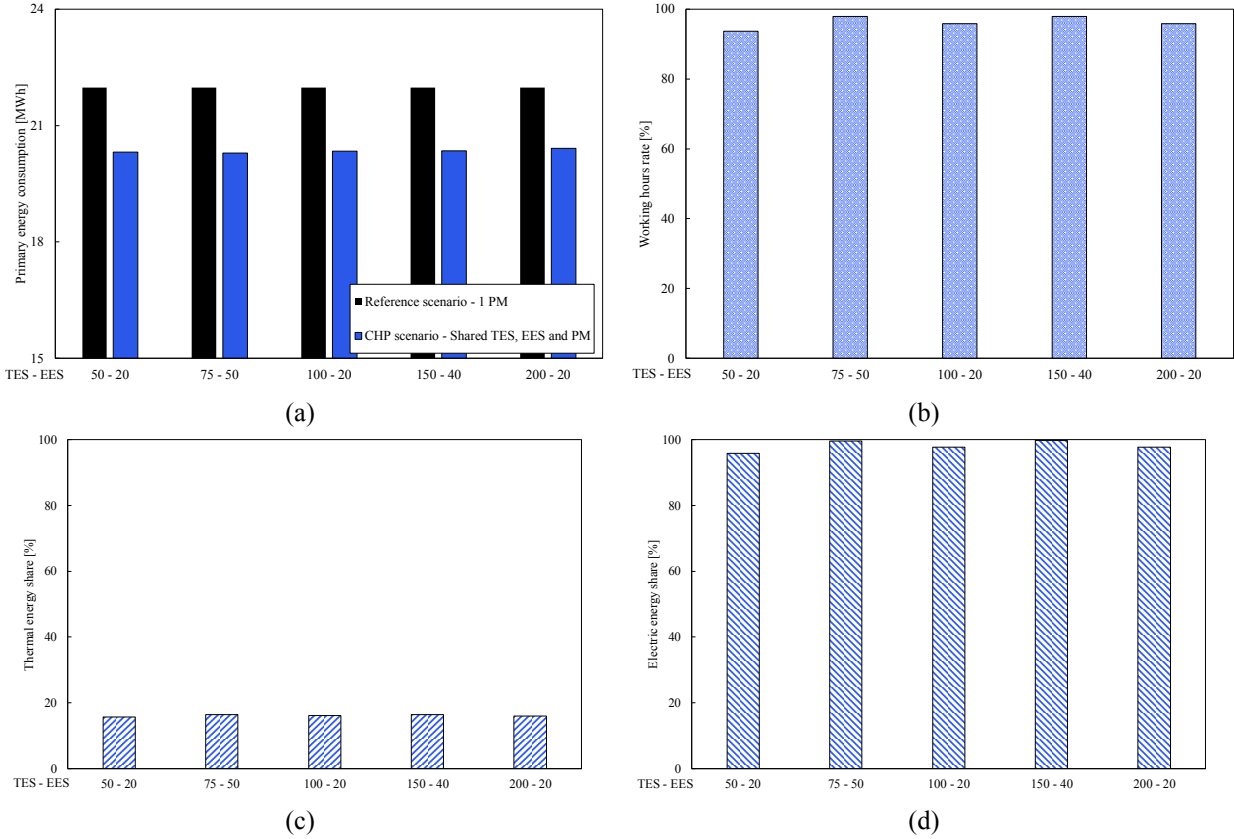 24
21
18
15
Primary energy consumption [MWh]
Reference scenario - 1 PM
CHP scenario - Shared TES, EES and PM
TES - EES 50 - 20 75 - 50 100 - 20 150 - 40 200 - 20
(a)
100
80
60
40
20
0
Working hours rate [%]
TES - EES 50 - 20 75 - 50 100 - 20 150 - 40 200 - 20
(b)
100
80
60
40
20
0
Thermal energy share [%]
TES - EES 50 - 20 75 - 50 100 - 20 150 - 40 200 - 20
(c)
100
80
60
40
20
0
Electric energy share [%]
TES - EES 50 - 20 75 - 50 100 - 20 150 - 40 200 - 20
(d)